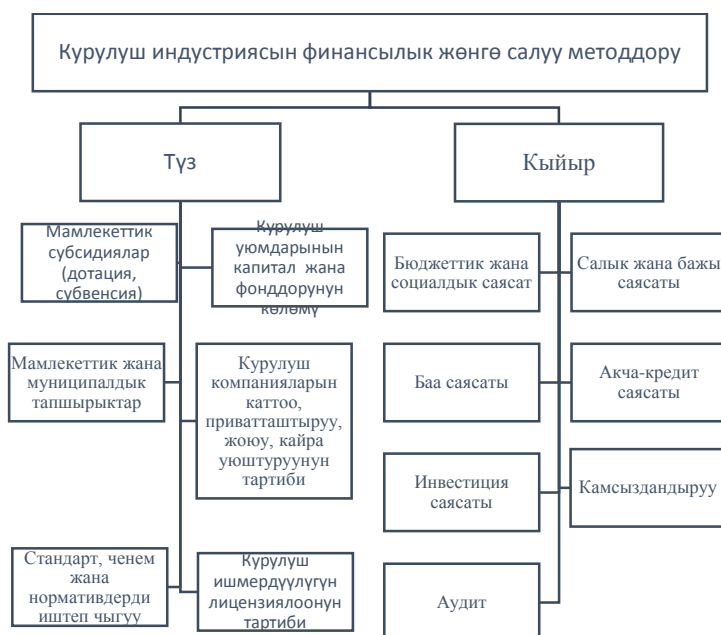 Курулуш индустриясын финансылык жөнгө салуу методдору
Түз
Кыйыр
Мамлекеттик
субсидиялар
(дотация,
субвенсия)
Курулуш
уюмдарынын
капитал жана
фонддорунун
көлөмү
Мамлекеттик жана
муниципалдык
тапшырыктар
Курулуш
компанияларын
каттоо,
приватташтыруу,
жоюу, кайра
уюштуруунун
тартиби
Стандарт, ченем
жана
нормативдерди
иштеп чыгуу
Курулуш
ишмердүүлүгүн
лицензиялоонун
тартиби
Бюджеттик жана
социалдык саясат
Салык жана бажы
саясаты
Баа саясаты
Акча-кредит
саясаты
Инвестиция
саясаты
Камсыздандыруу
Аудит